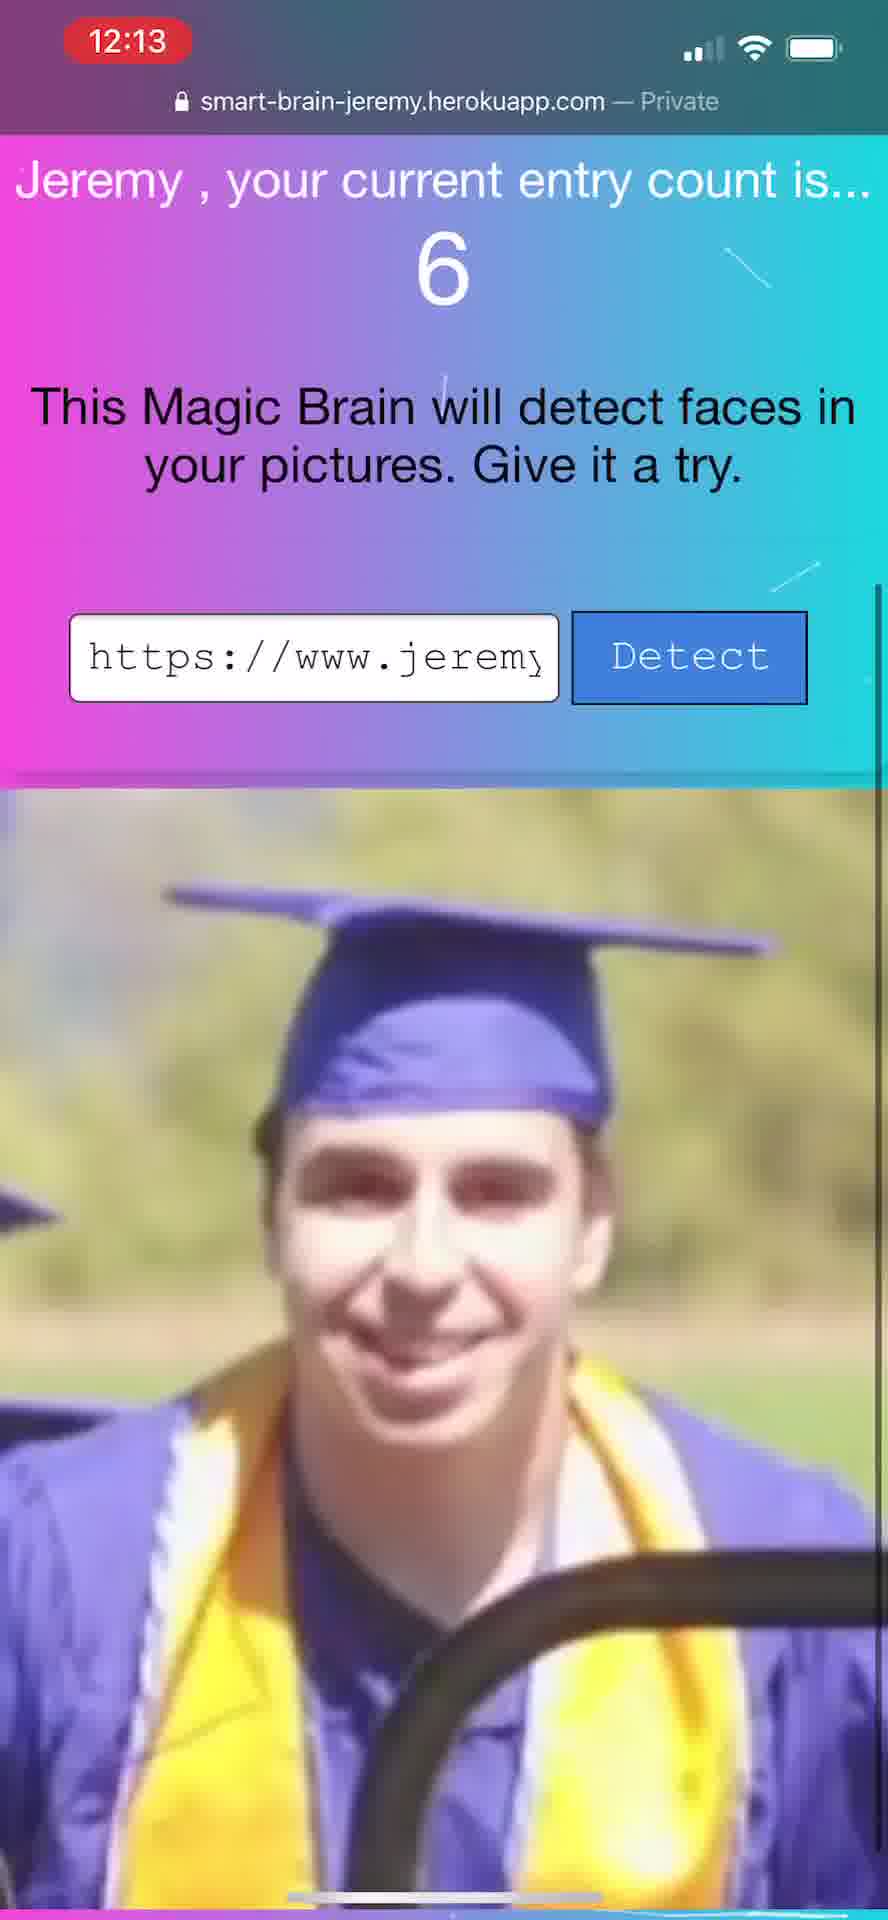 12:13
smart-brain-jeremy.herokuapp.com — Private
Jeremy , your current entry count is...
6
This Magic Brain will detect faces in
your pictures. Give it a try.
https://www.jeremy Detect